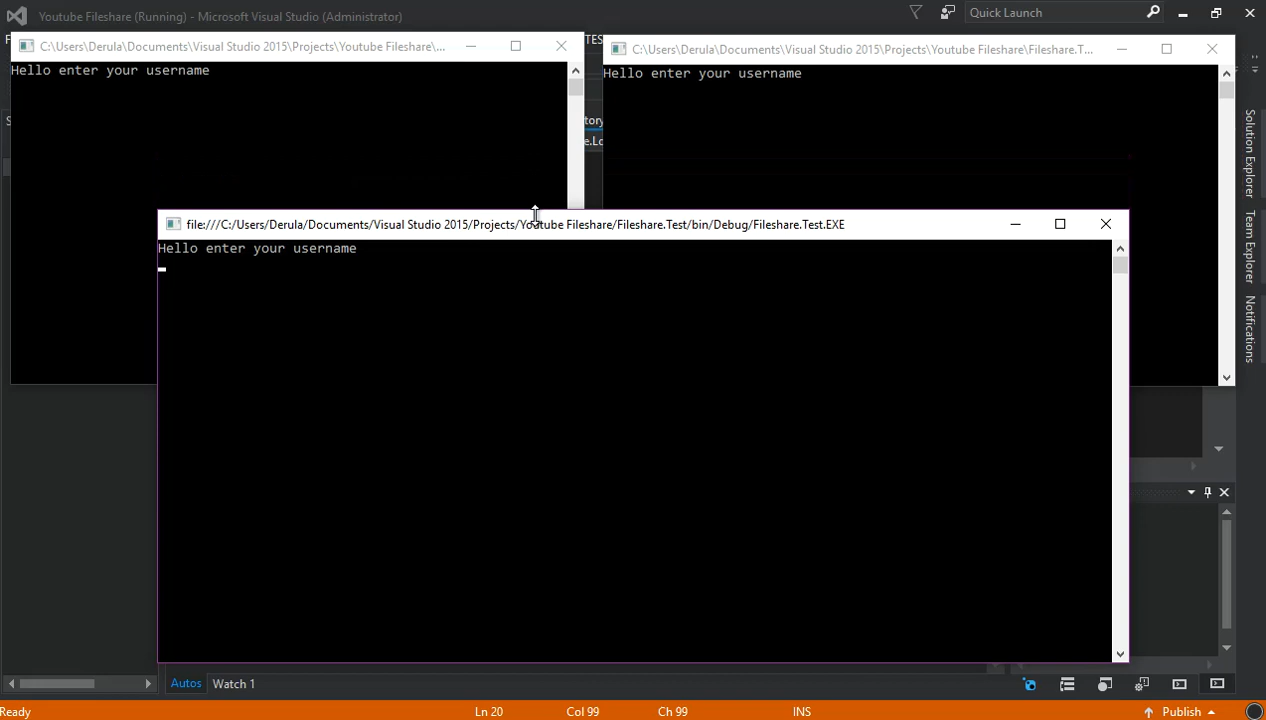 Youtube Fileshare (Running) - Microsoft Visual Studio (Administrator)
Quick Launch
C:\Users\Derula\Documents\Visual Studio 2015\Projects\Youtube Fileshare\...
C:\Users\Derula\Documents\Visual Studio 2015\Projects\Youtube Fileshare\Fileshare.T...
Hello enter your username
Hello enter your username
file:///C:/Users/Derula/Documents/Visual Studio 2015/Projects/Youtube Fileshare/Fileshare.Test/bin/Debug/Fileshare.Test.EXE
Hello enter your username
Solution Explorer
Team Explorer
Notifications
Autos
Watch 1
Ready
Ln 20
Col 99
Ch 99
INS
Publish